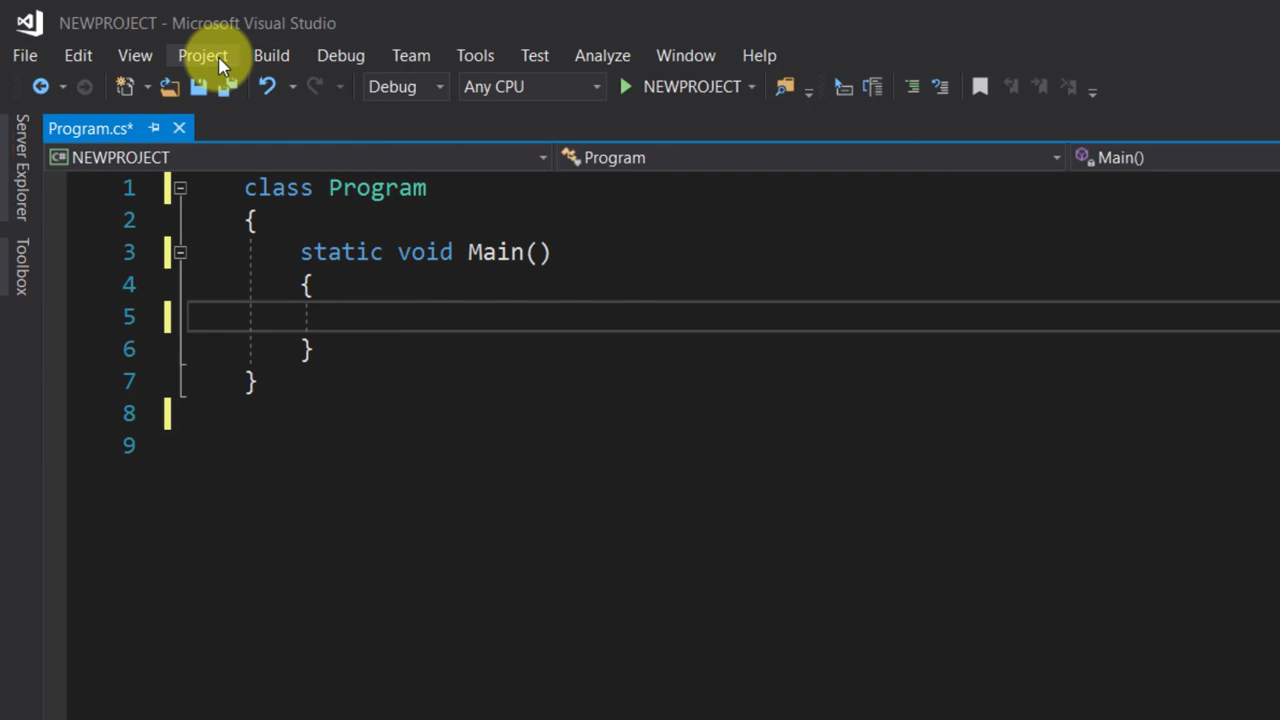 NEWPROJECT - Microsoft Visual Studio
File Edit View Project Build Debug Team Tools Test Analyze Window Help
Debug Any CPU NEWPROJECT
Server Explorer
Toolbox
Program.cs*
C# NEWPROJECT Program Main()
1 class Program
2 {
3 static void Main()
4 {
5
6 }
7 }
8
9